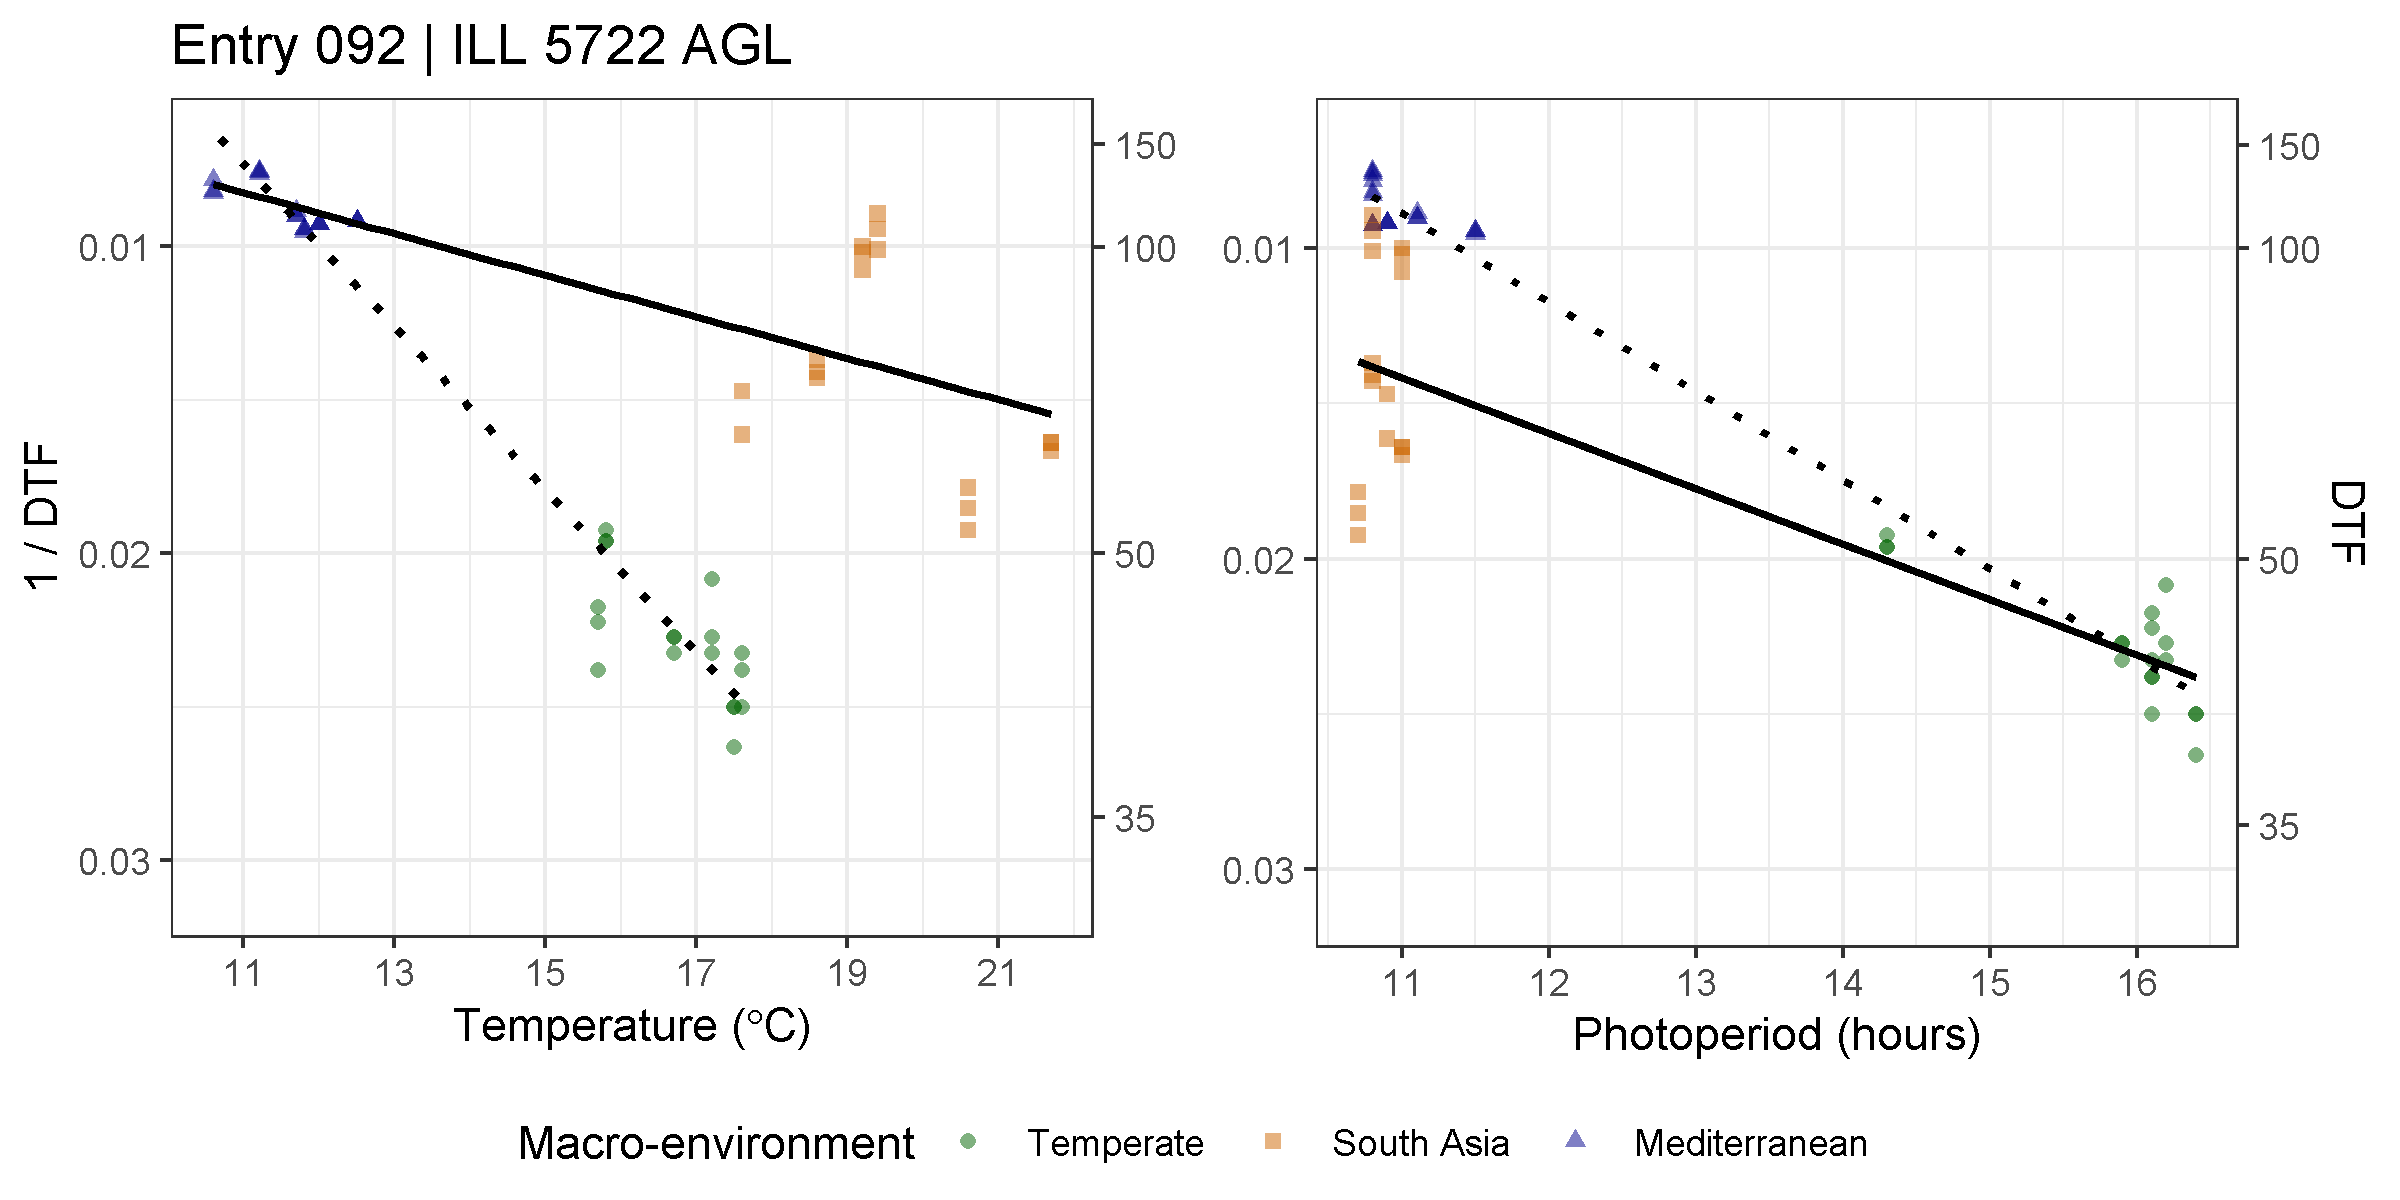 Entry 092 | ILL 5722 AGL
1 / DTF
0.01
0.02
0.03
150
100
50
35
11 13 15 17 19 21
Temperature (°C)
0.01
0.02
0.03
150
100
50
35
DTF
11 12 13 14 15 16
Photoperiod (hours)
Macro-environment Temperate South Asia Mediterranean